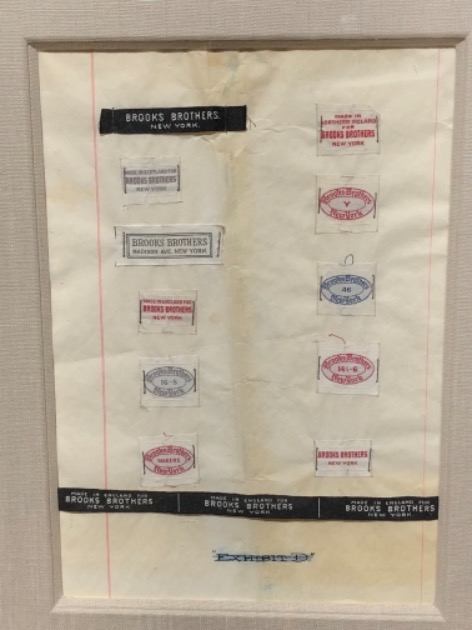 BROOKS BROTHERS.
NEW YORK.
MADE IN SCOTLAND FOR
BROOKS BROTHERS
NEW YORK
BROOKS BROTHERS
MADISON AVE. NEW YORK
MADE IN ENGLAND FOR
BROOKS BROTHERS
NEW YORK
Brooks Brothers
16-5
New York
Brooks Brothers
MAKERS
New York
MADE IN
NORTHERN IRELAND
FOR
BROOKS BROTHERS
NEW YORK
Brooks Brothers
Y
New York
Brooks Brothers
46
New York
Brooks Brothers
New York
BROOKS BROTHERS
NEW YORK
MADE IN ENGLAND FOR
BROOKS BROTHERS
NEW YORK
MADE IN ENGLAND FOR
BROOKS BROTHERS
NEW YORK.
MADE IN ENGLAND FOR
BROOKS BROTHERS
NEW YORK.
"EXHIBIT D"